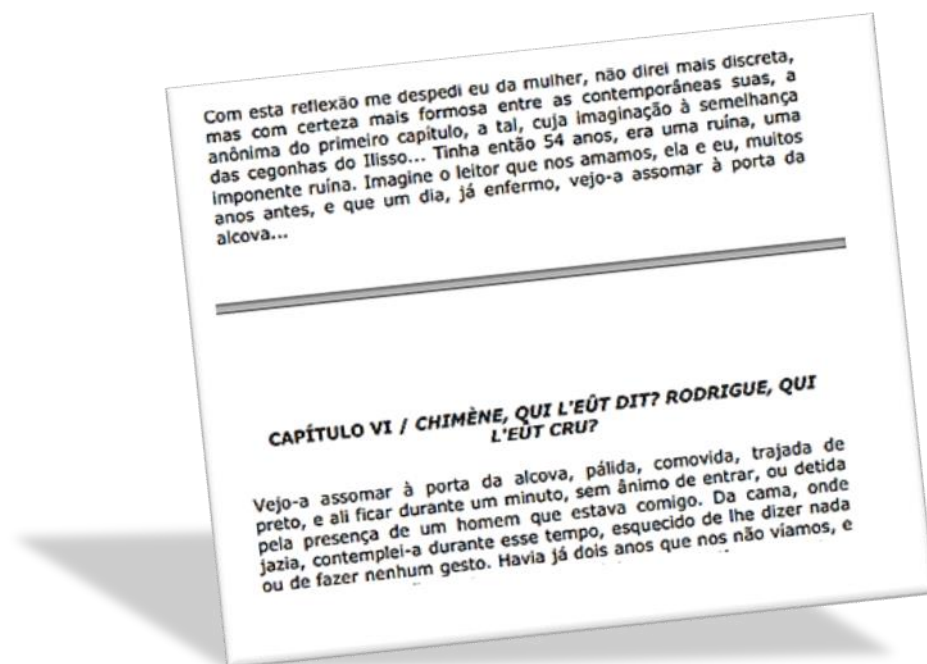 Com esta reflexão me despedi eu da mulher, não direi mais discreta,
mas com certeza mais formosa entre as contemporâneas suas, a
anônima do primeiro capítulo, a tal, cuja imaginação à semelhança
das cegonhas do Ilisso... Tinha então 54 anos, era uma ruína, uma
imponente ruína. Imagine o leitor que nos amamos, ela e eu, muitos
anos antes, e que um dia, já enfermo, vejo-a assomar à porta da
alcova...
CAPÍTULO VI / CHIMÈNE, QUI L'EÛT DIT? RODRIGUE, QUI
L'EÛT CRU?
Vejo-a assomar à porta da alcova, pálida, comovida, trajada de
preto, e ali ficar durante um minuto, sem ânimo de entrar, ou detida
pela presença de um homem que estava comigo. Da cama, onde
jazia, contemplei-a durante esse tempo, esquecido de lhe dizer nada
ou de fazer nenhum gesto. Havia já dois anos que nos não víamos, e